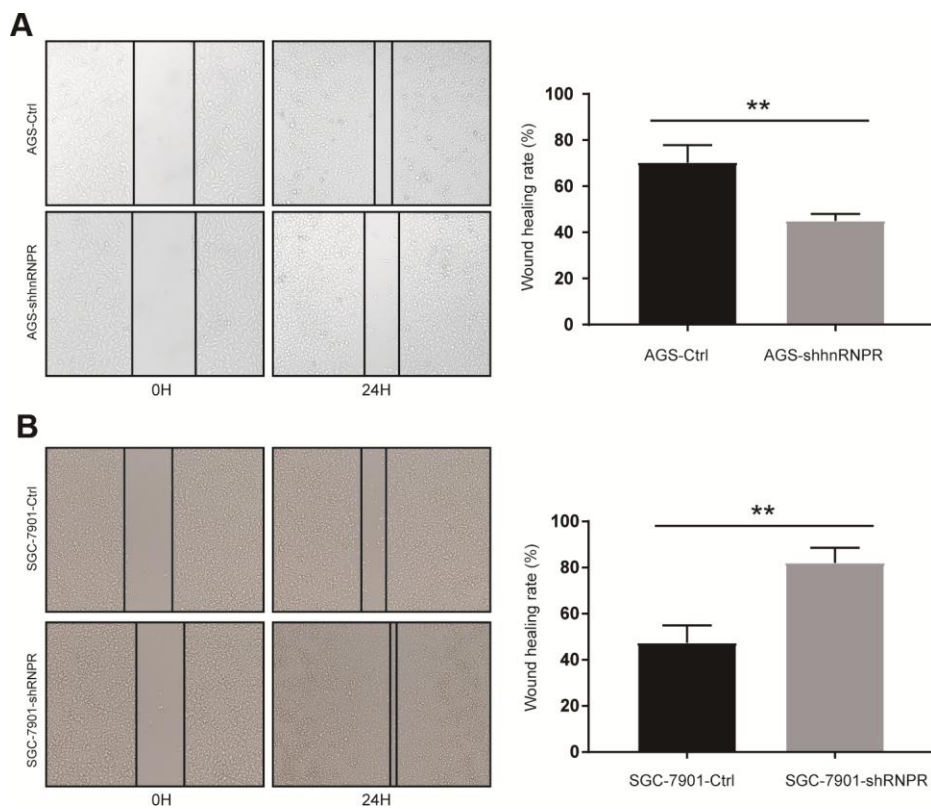 A
AGS-Ctrl
AGS-shhnRNPR
0H
24H
Wound healing rate (%)
100
80
60
40
20
0
**
AGS-Ctrl
AGS-shhnRNPR
B
SGC-7901-Ctrl
SGC-7901-shRNPR
0H
24H
Wound healing rate (%)
100
80
60
40
20
0
**
SGC-7901-Ctrl
SGC-7901-shRNPR